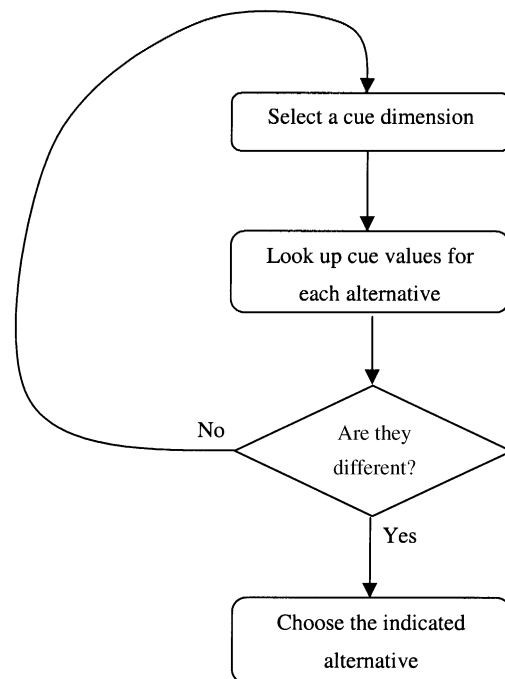 Select a cue dimension
Look up cue values for
each alternative
No
Are they
different?
Yes
Choose the indicated
alternative